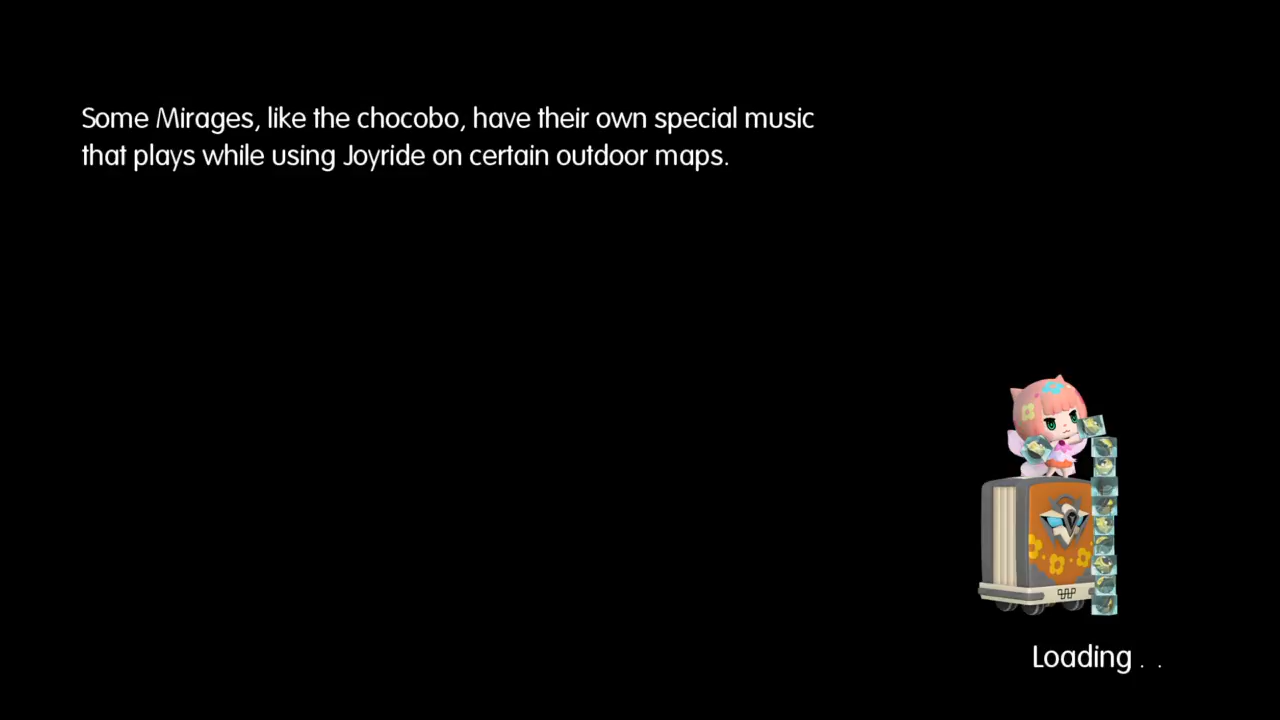 Some Mirages, like the chocobo, have their own special music
that plays while using Joyride on certain outdoor maps.
Loading . .